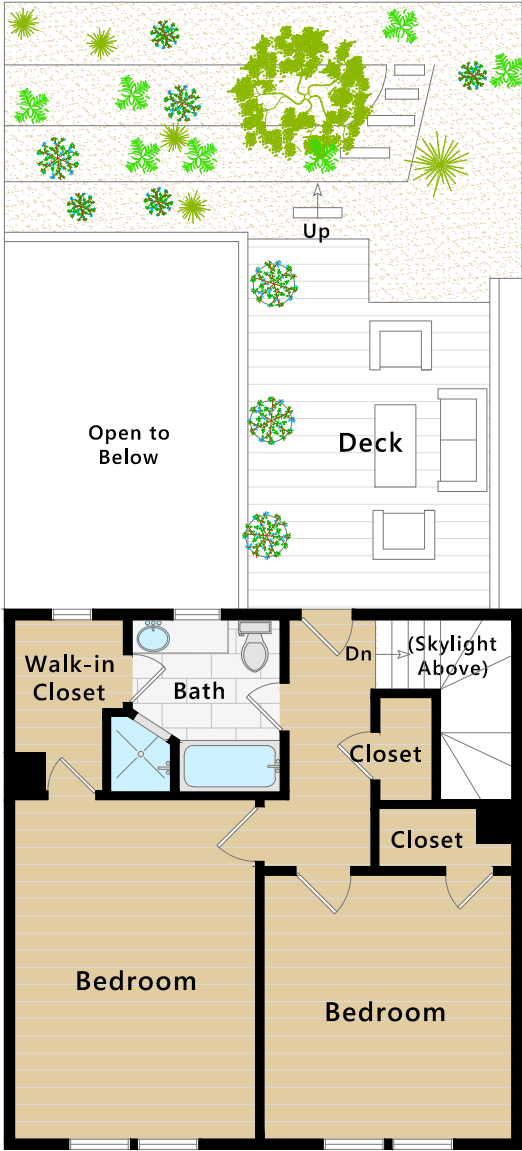 Up
Open to
Below
Deck
Dn
(Skylight
Above)
Walk-in
Closet
Bath
Closet
Closet
Bedroom
Bedroom